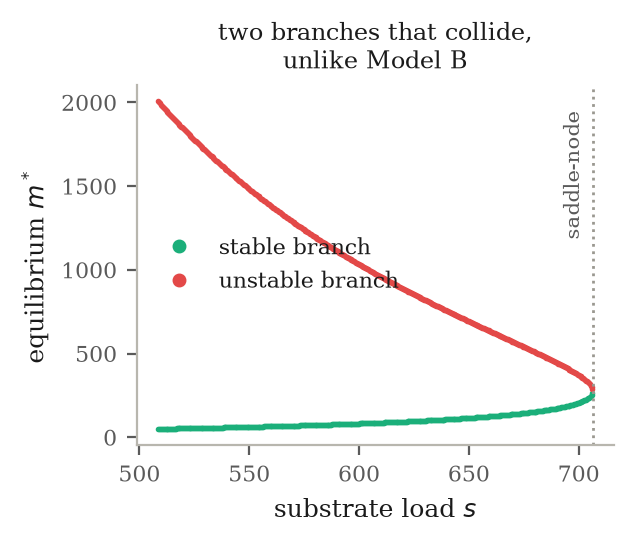 two branches that collide,
unlike Model B
equilibrium m*
2000
1500
1000
500
0
stable branch
unstable branch
saddle-node
500
550
600
650
700
substrate load s